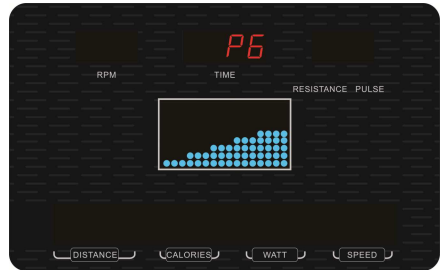 P6
RPM TIME
RESISTANCE PULSE
DISTANCE CALORIES WATT SPEED